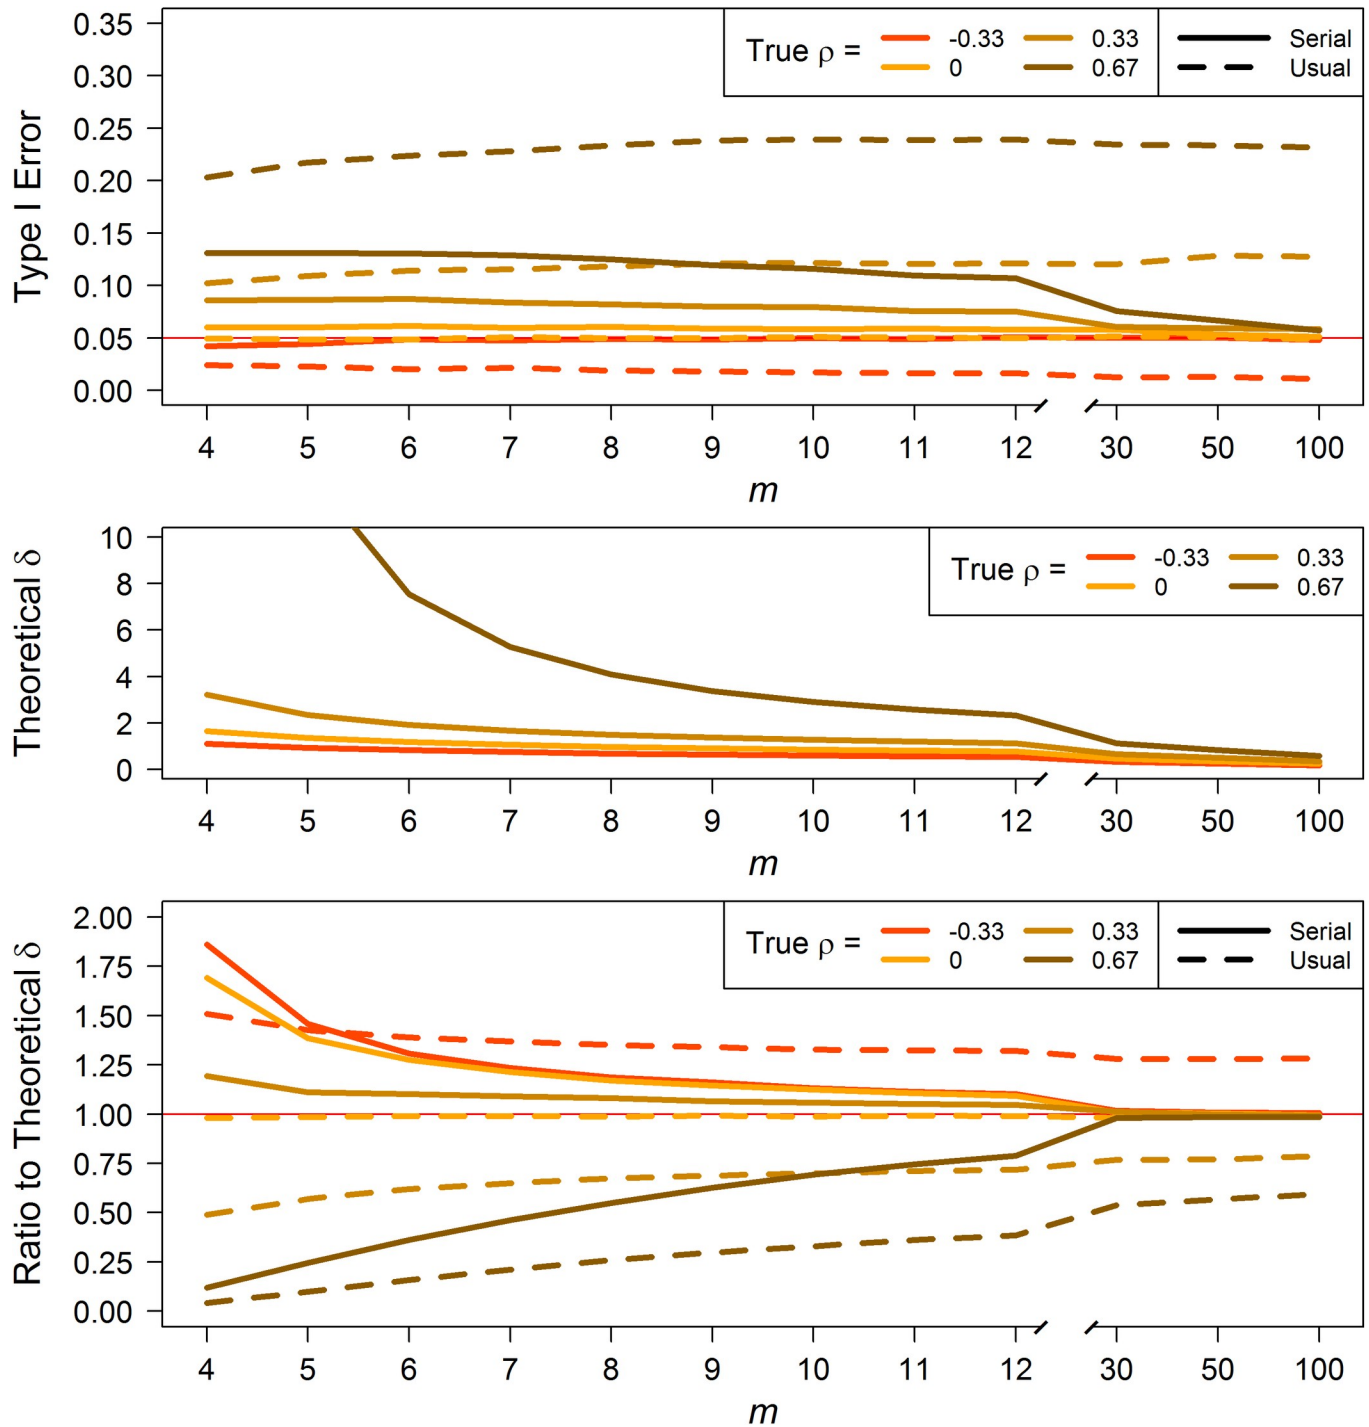 0.35
0.30
0.25
0.20
0.15
0.10
0.05
0.00
Type I Error
True ρ =
-0.33
0.33
0
0.67
Serial
Usual
4 5 6 7 8 9 10 11 12 30 50 100
m
10
8
6
4
2
0
Theoretical δ
True ρ =
-0.33
0.33
0
0.67
4 5 6 7 8 9 10 11 12 30 50 100
m
2.00
1.75
1.50
1.25
1.00
0.75
0.50
0.25
0.00
Ratio to Theoretical δ
True ρ =
-0.33
0.33
0
0.67
Serial
Usual
4 5 6 7 8 9 10 11 12 30 50 100
m